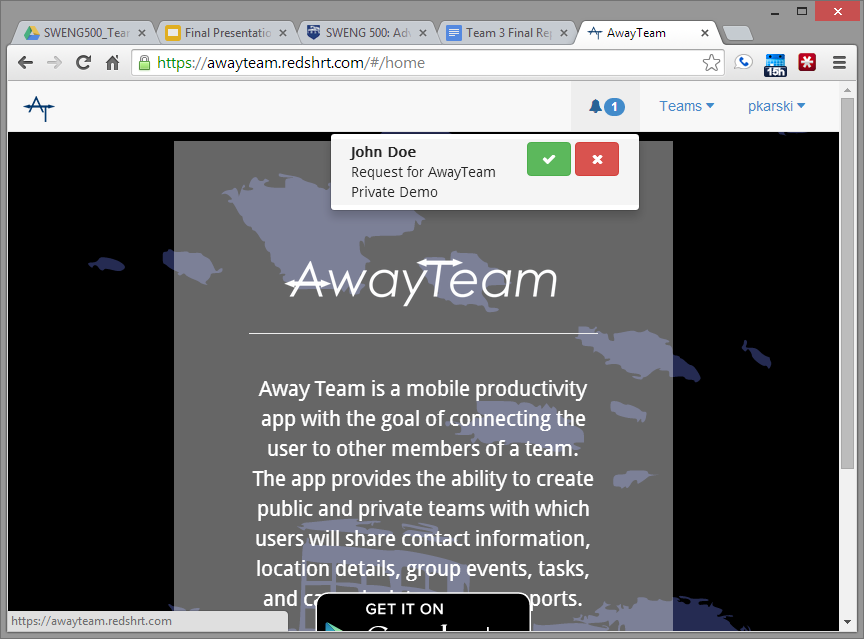 SWENG500_Tear
Final Presentatio
SWENG 500: Adv
Team 3 Final Rep
AwayTeam
https://awayteam.redshrt.com/#/home
15h
AT
1
Teams
pkarski
John Doe
Request for AwayTeam
Private Demo
AwayTeam
Away Team is a mobile productivity
app with the goal of connecting the
user to other members of a team.
The app provides the ability to create
public and private teams with which
users will share contact information,
location details, group events, tasks,
and ports.
GET IT ON
https://awayteam.redshrt.com